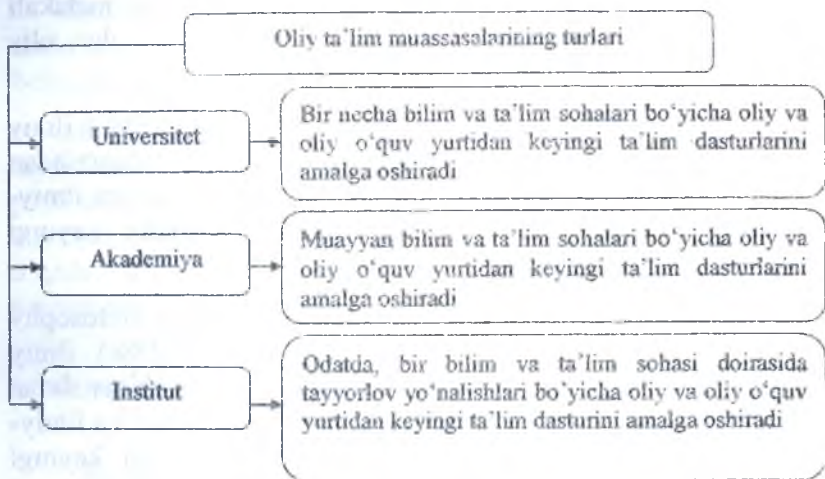 Oliy ta'lim muassasalarining turlari
Universitet
Bir necha bilim va ta'lim sohalari bo‘yicha oliy va
oliy o‘quv yurtidan keyingi ta'lim dasturlarini
amalga oshiradi
Akademiya
Muayyan bilim va ta'lim sohalari bo‘yicha oliy va
oliy o‘quv yurtidan keyingi ta'lim dasturlarini
amalga oshiradi
Institut
Odatda, bir bilim va ta'lim sohasi doirasida
tayyorlov yo‘nalishlari bo‘yicha oliy va oliy o‘quv
yurtidan keyingi ta'lim dasturini amalga oshiradi